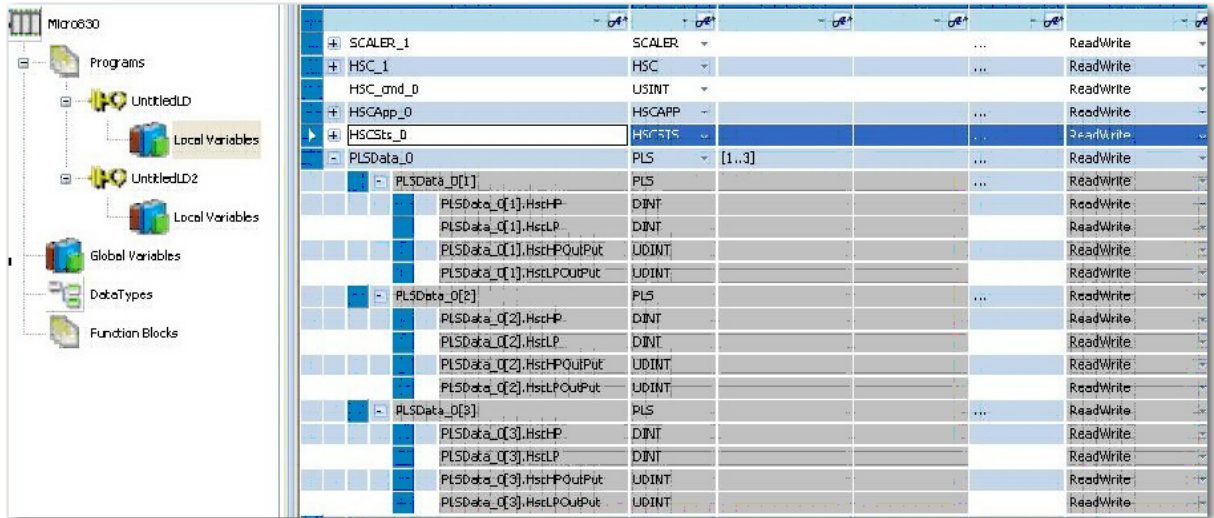 Micro830
Programs
UntitledLD
Local Variables
UntitledLD2
Local Variables
Global Variables
DataTypes
Function Blocks
SCALER_1 SCALER ... ReadWrite
HSC_1 HSC ... ReadWrite
HSC_cmd_0 USINT ReadWrite
HSCApp_0 HSCAPP ... ReadWrite
HSCSts_0 HSCSTS ... ReadWrite
PLSData_0 PLS [1..3] ... ReadWrite
PLSData_0[1] PLS ... ReadWrite
PLSData_0[1].HscHP DINT ReadWrite
PLSData_0[1].HscLP DINT ReadWrite
PLSData_0[1].HscHPOutPut UDINT ReadWrite
PLSData_0[1].HscLPOutPut UDINT ReadWrite
PLSData_0[2] PLS ... ReadWrite
PLSData_0[2].HscHP DINT ReadWrite
PLSData_0[2].HscLP DINT ReadWrite
PLSData_0[2].HscHPOutPut UDINT ReadWrite
PLSData_0[2].HscLPOutPut UDINT ReadWrite
PLSData_0[3] PLS ... ReadWrite
PLSData_0[3].HscHP DINT ReadWrite
PLSData_0[3].HscLP DINT ReadWrite
PLSData_0[3].HscHPOutPut UDINT ReadWrite
PLSData_0[3].HscLPOutPut UDINT ReadWrite